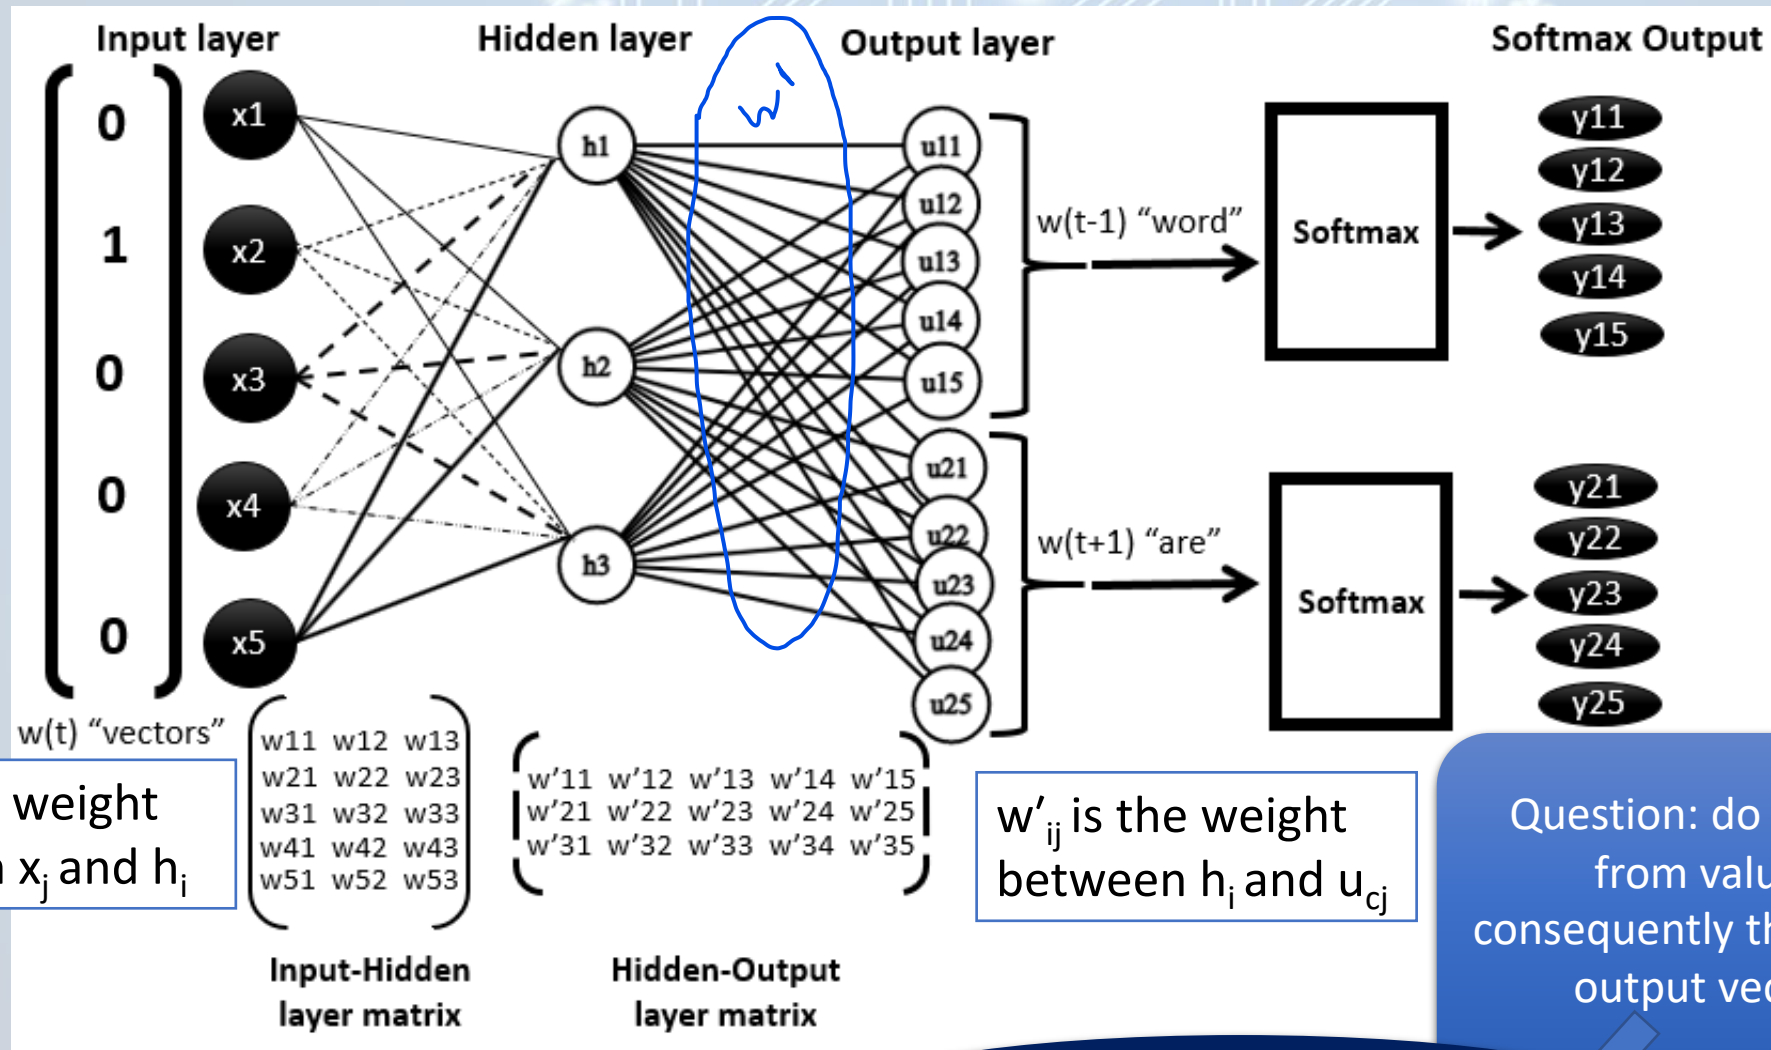 Input layer
Hidden layer
Output layer
Softmax Output
0
1
0
0
0
x1
x2
x3
x4
x5
h1
h2
h3
w'
u11
u12
u13
u14
u15
u21
u22
u23
u24
u25
w(t-1) “word”
w(t+1) “are”
Softmax
Softmax
y11
y12
y13
y14
y15
y21
y22
y23
y24
y25
w(t) “vectors”
weight
x_j and h_i
w11 w12 w13
w21 w22 w23
w31 w32 w33
w41 w42 w43
w51 w52 w53
Input-Hidden
layer matrix
w’11 w’12 w’13 w’14 w’15
w’21 w’22 w’23 w’24 w’25
w’31 w’32 w’33 w’34 w’35
Hidden-Output
layer matrix
w’_ij is the weight
between h_i and u_cj
Question: do
from valu
consequently th
output vec